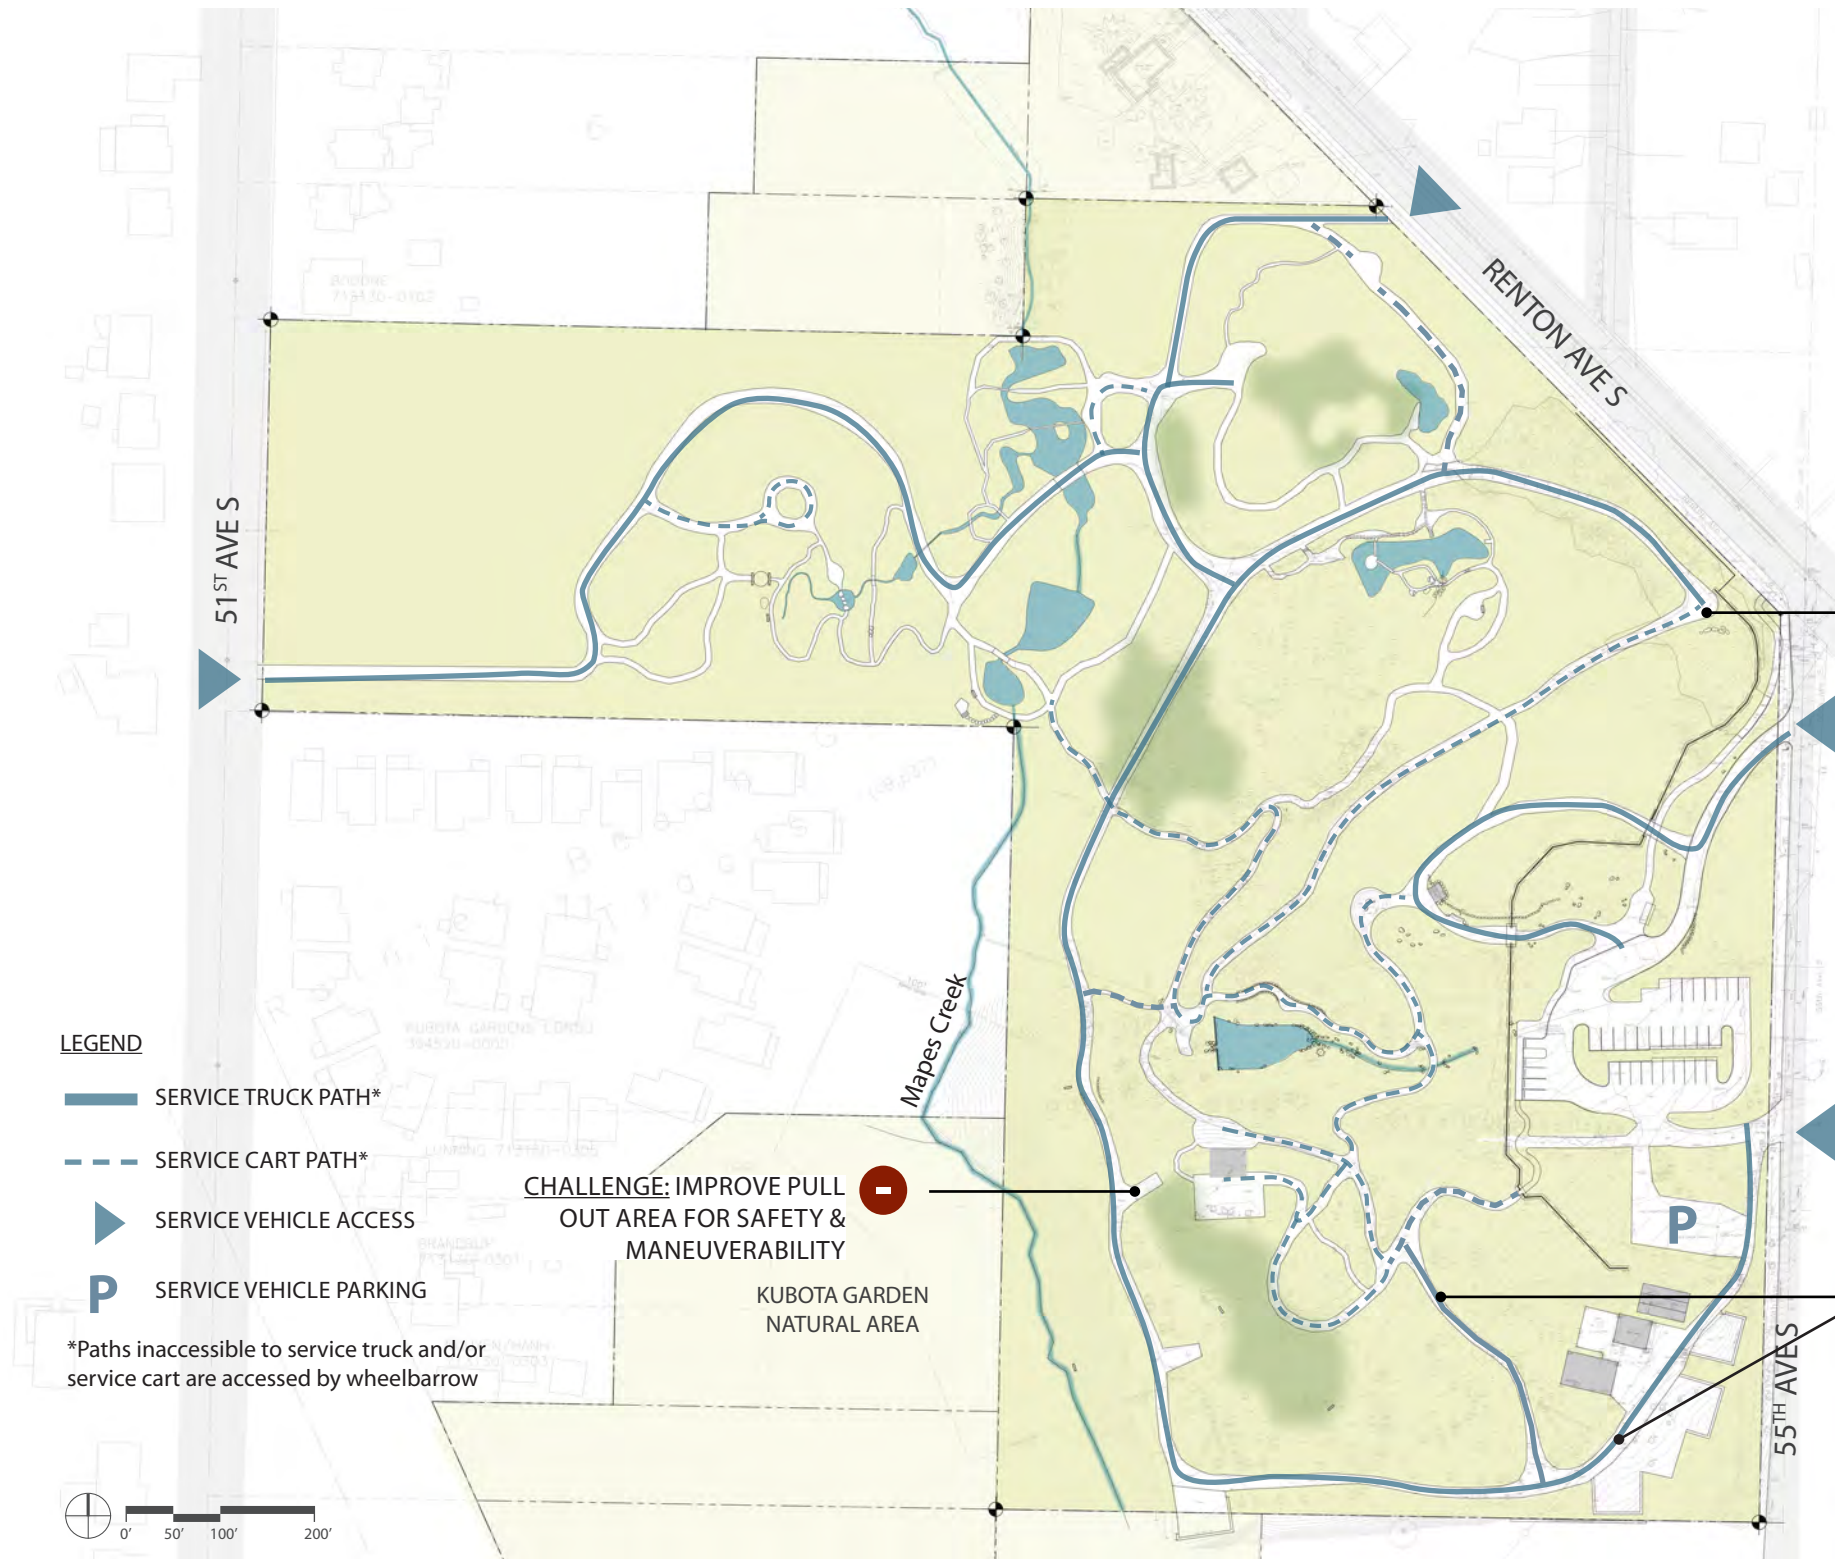 RENTON AVE S
51ST AVE S
Mapes Creek
LEGEND
SERVICE TRUCK PATH*
SERVICE CART PATH*
SERVICE VEHICLE ACCESS
P
SERVICE VEHICLE PARKING
*Paths inaccessible to service truck and/or
service cart are accessed by wheelbarrow
CHALLENGE: IMPROVE PULL
OUT AREA FOR SAFETY &
MANEUVERABILITY
KUBOTA GARDEN
NATURAL AREA
P
55TH AVE S
0'
50'
100'
200'